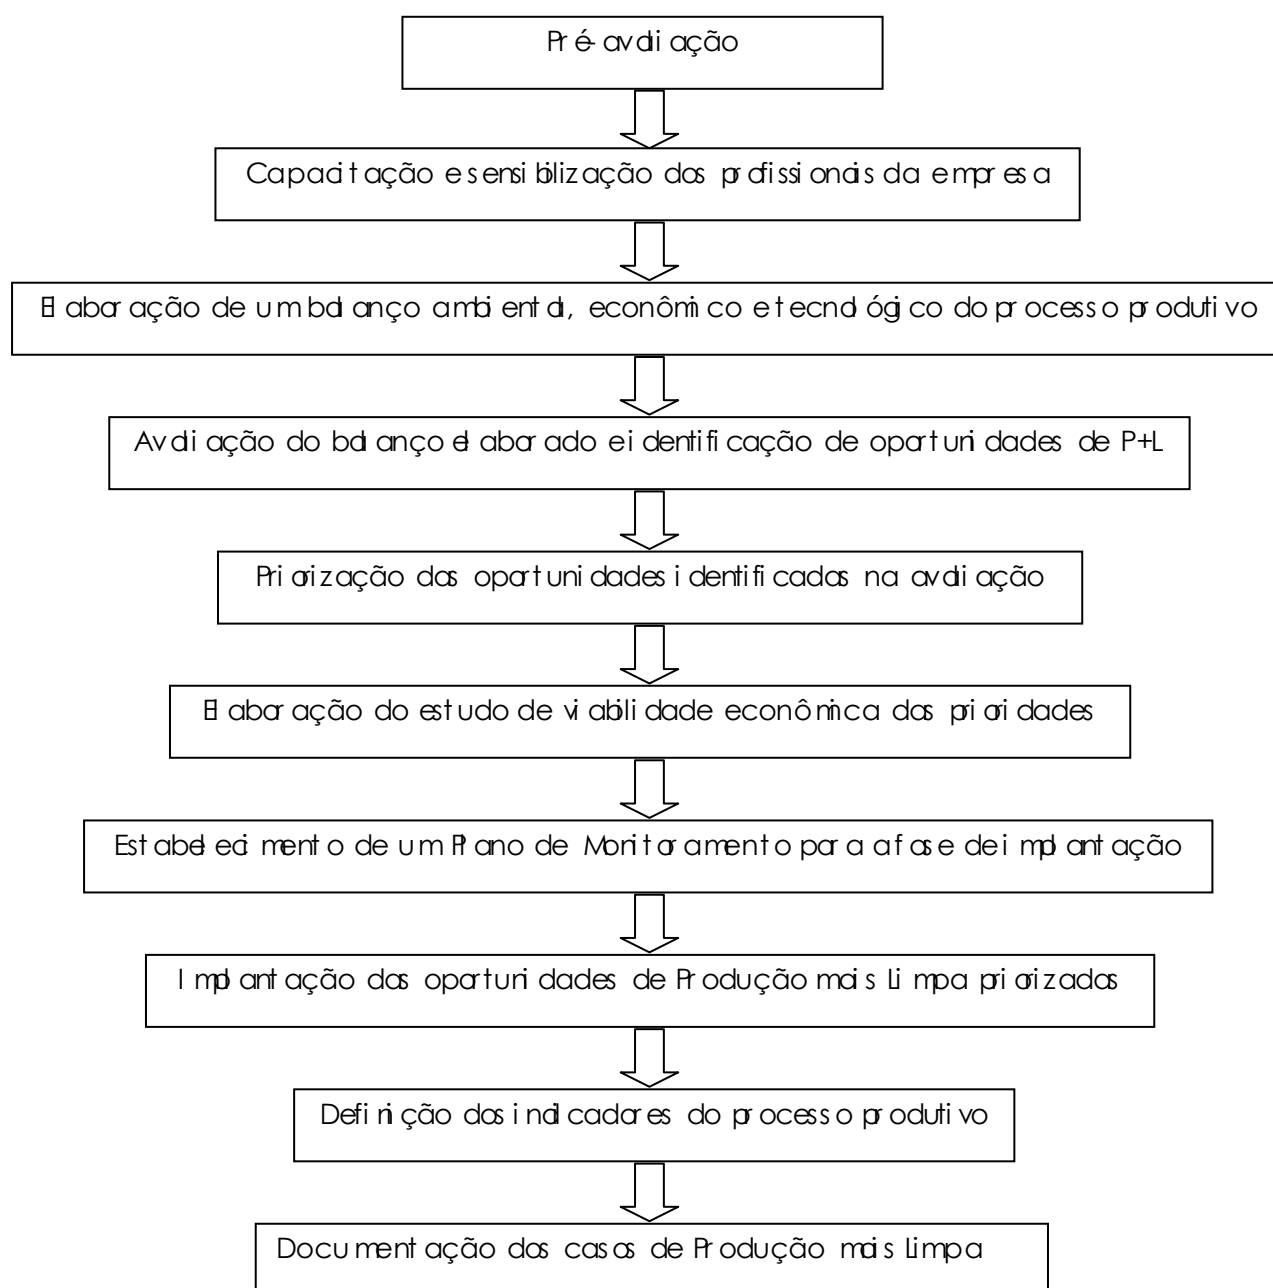 Pré-avaliação
Capacitação e sensibilização dos profissionais da empresa
Elaboração de um balanço ambiental, econômico e tecnológico do processo produtivo
Avaliação do balanço elaborado e identificação de oportunidades de P+L
Priorização das oportunidades identificadas na avaliação
Elaboração do estudo de viabilidade econômica das prioridades
Estabelecimento de um Plano de Monitoramento para a fase de implantação
Implantação das oportunidades de Produção mais Limpa priorizadas
Definição dos indicadores do processo produtivo
Documentação dos casos de Produção mais Limpa